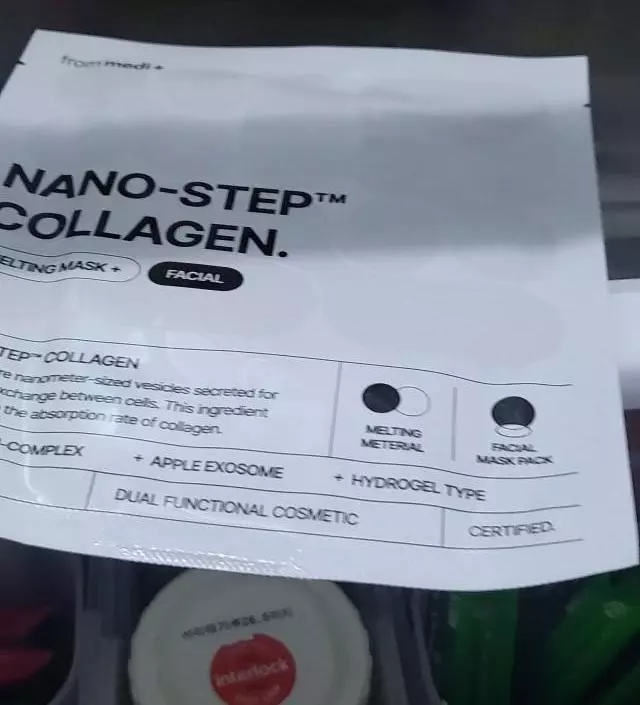 from medi+
NANO-STEP™
COLLAGEN.
ELTING MASK +
FACIAL
TEP™ COLLAGEN
re nanometer-sized vesicles secreted for
xchange between cells. This ingredient
the absorption rate of collagen.
MELTING
METERIAL
FACIAL
MASK PACK
-COMPLEX
+ APPLE EXOSOME
+ HYDROGEL TYPE
DUAL FUNCTIONAL COSMETIC
CERTIFIED.
interlock